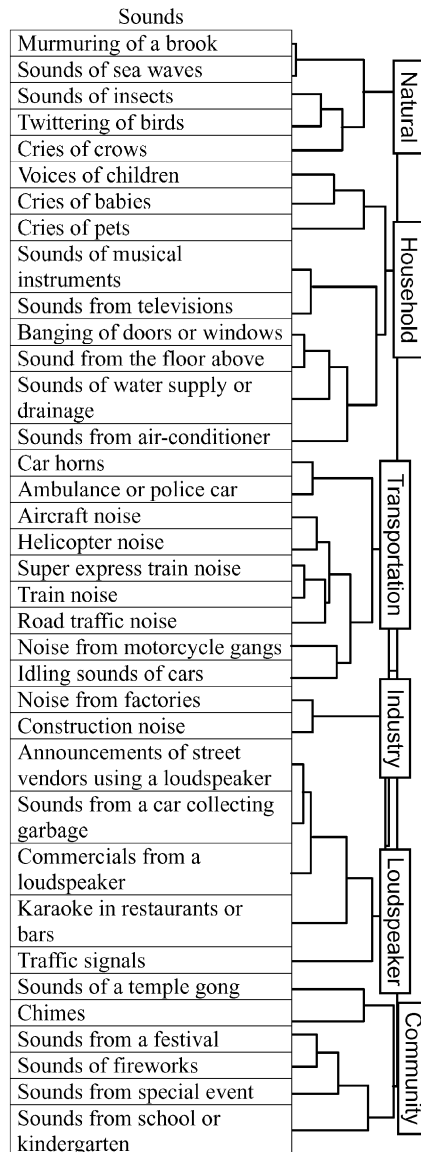 Sounds
Murmuring of a brook
Sounds of sea waves
Sounds of insects
Twittering of birds
Cries of crows
Natural
Voices of children
Cries of babies
Cries of pets
Sounds of musical
instruments
Sounds from televisions
Banging of doors or windows
Sound from the floor above
Sounds of water supply or
drainage
Sounds from air-conditioner
Household
Car horns
Ambulance or police car
Aircraft noise
Helicopter noise
Super express train noise
Train noise
Road traffic noise
Noise from motorcycle gangs
Idling sounds of cars
Transportation
Noise from factories
Construction noise
Industry
Announcements of street
vendors using a loudspeaker
Sounds from a car collecting
garbage
Commercials from a
loudspeaker
Karaoke in restaurants or
bars
Traffic signals
Loudspeaker
Sounds of a temple gong
Chimes
Sounds from a festival
Sounds of fireworks
Sounds from special event
Sounds from school or
kindergarten
Community